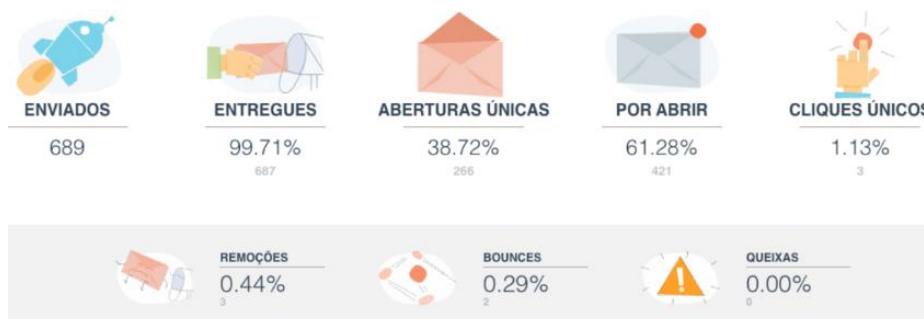 ENVIADOS
689
ENTREGUES
99.71%
687
ABERTURAS ÚNICAS
38.72%
266
POR ABRIR
61.28%
421
CLIQUES ÚNICOS
1.13%
3
REMOÇÕES
0.44%
3
BOUNCES
0.29%
2
QUEIXAS
0.00%
0